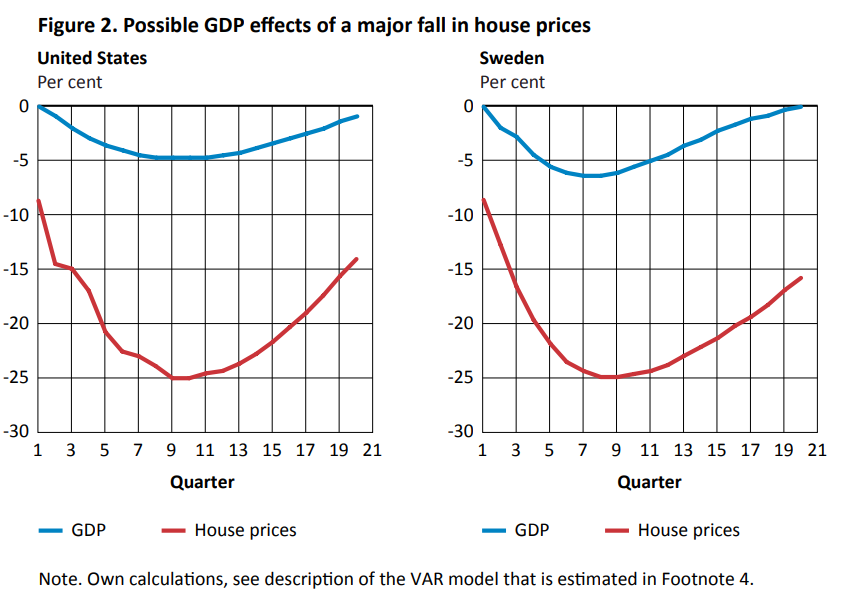 Figure 2. Possible GDP effects of a major fall in house prices
United States
Per cent
0
-5
-10
-15
-20
-25
-30
1 3 5 7 9 11 13 15 17 19 21
Quarter
GDP House prices
Sweden
Per cent
0
-5
-10
-15
-20
-25
-30
1 3 5 7 9 11 13 15 17 19 21
Quarter
GDP House prices
Note. Own calculations, see description of the VAR model that is estimated in Footnote 4.